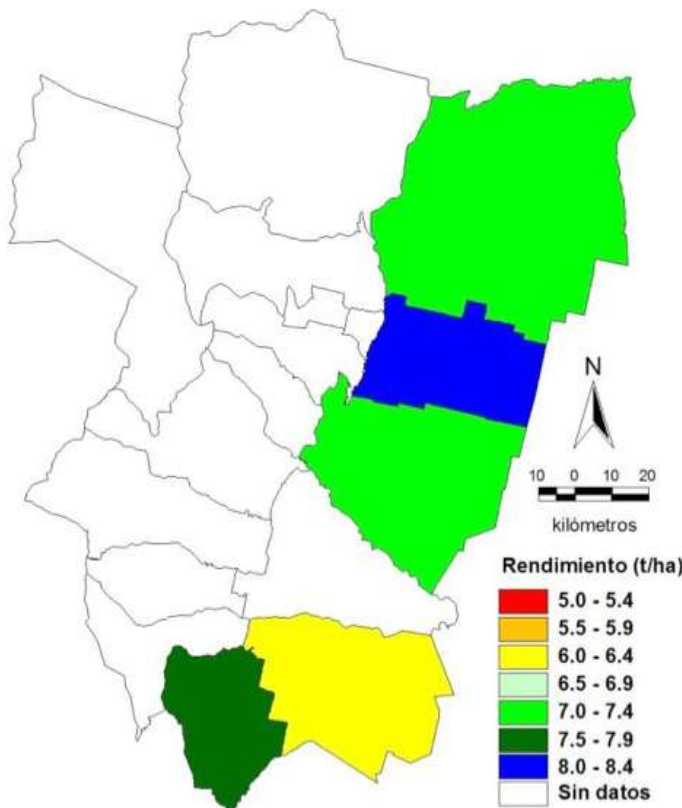 N
10 0 10 20
kilómetros
Rendimiento (t/ha)
5.0 - 5.4
5.5 - 5.9
6.0 - 6.4
6.5 - 6.9
7.0 - 7.4
7.5 - 7.9
8.0 - 8.4
Sin datos